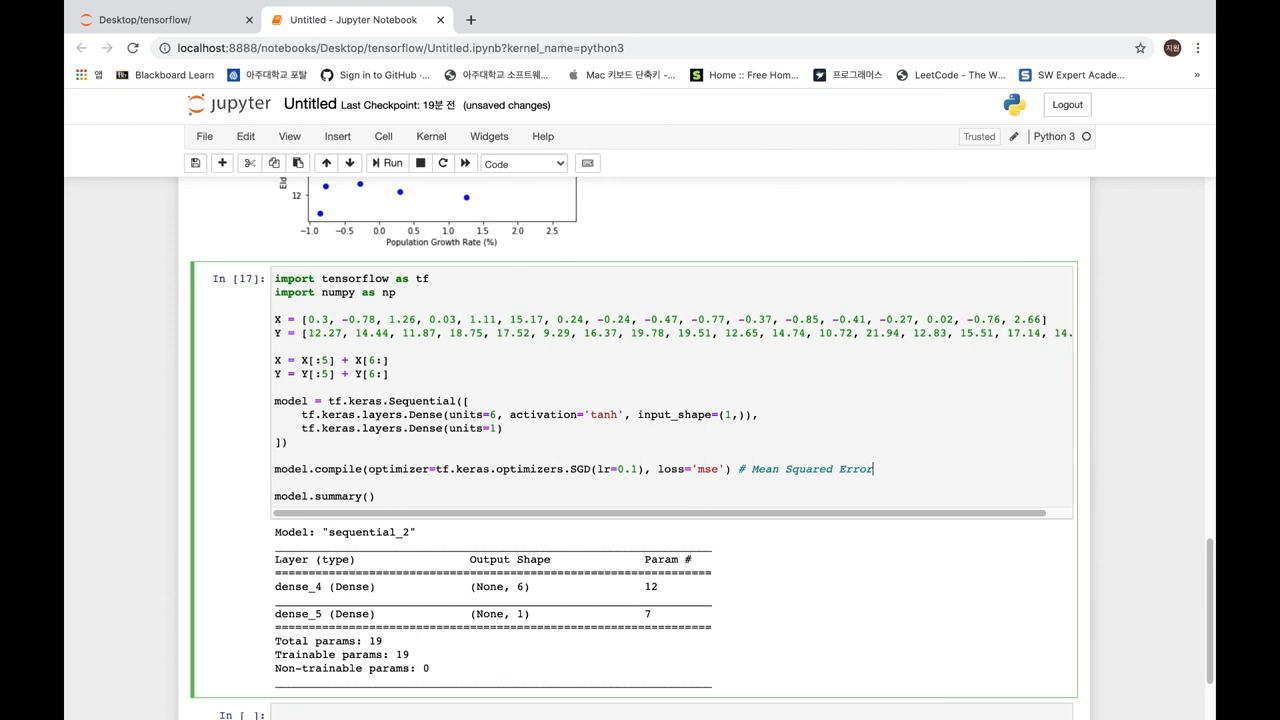 Desktop/tensorflow/
Untitled - Jupyter Notebook
localhost:8888/notebooks/Desktop/tensorflow/Untitled.ipynb?kernel_name=python3
지원
앱
Blackboard Learn
아주대학교 포탈
Sign in to GitHub ·...
아주대학교 소프트웨...
Mac 키보드 단축키 -...
Home :: Free Hom...
프로그래머스
LeetCode - The W...
SW Expert Acade...
»
jupyter Untitled Last Checkpoint: 19분 전 (unsaved changes)
Logout
File Edit View Insert Cell Kernel Widgets Help
Trusted
Python 3
Run
Code
Eld
12
−1.0 −0.5 0.0 0.5 1.0 1.5 2.0 2.5
Population Growth Rate (%)
In [17]:
import tensorflow as tf
import numpy as np
X = [0.3, -0.78, 1.26, 0.03, 1.11, 15.17, 0.24, -0.24, -0.47, -0.77, -0.37, -0.85, -0.41, -0.27, 0.02, -0.76, 2.66]
Y = [12.27, 14.44, 11.87, 18.75, 17.52, 9.29, 16.37, 19.78, 19.51, 12.65, 14.74, 10.72, 21.94, 12.83, 15.51, 17.14, 14.
X = X[:5] + X[6:]
Y = Y[:5] + Y[6:]
model = tf.keras.Sequential([
    tf.keras.layers.Dense(units=6, activation='tanh', input_shape=(1,)),
    tf.keras.layers.Dense(units=1)
])
model.compile(optimizer=tf.keras.optimizers.SGD(lr=0.1), loss='mse') # Mean Squared Error
model.summary()
Model: "sequential_2"
Layer (type) Output Shape Param #
dense_4 (Dense) (None, 6) 12
dense_5 (Dense) (None, 1) 7
Total params: 19
Trainable params: 19
Non-trainable params: 0
In [ ]: